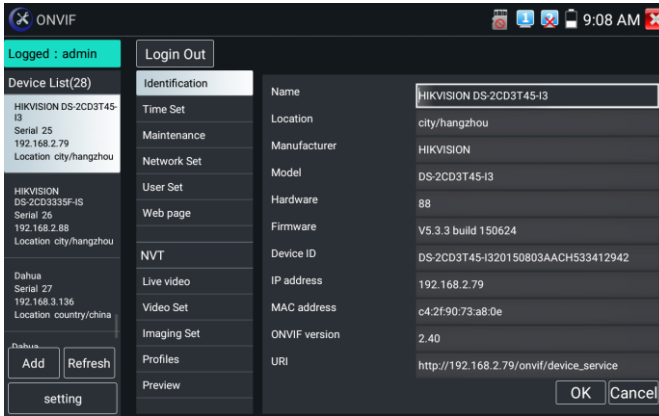 ONVIF
9:08 AM
Logged : admin
Login Out
Device List(28)
HIKVISION DS-2CD3T45-
I3
Serial 25
192.168.2.79
Location city/hangzhou
HIKVISION
DS-2CD3335F-IS
Serial 26
192.168.2.88
Location city/hangzhou
Dahua
Serial 27
192.168.3.136
Location country/china
Dahua
Add
Refresh
setting
Identification
Time Set
Maintenance
Network Set
User Set
Web page
NVT
Live video
Video Set
Imaging Set
Profiles
Preview
Name HIKVISION DS-2CD3T45-I3
Location city/hangzhou
Manufacturer HIKVISION
Model DS-2CD3T45-I3
Hardware 88
Firmware V5.3.3 build 150624
Device ID DS-2CD3T45-I320150803AACH533412942
IP address 192.168.2.79
MAC address c4:2f:90:73:a8:0e
ONVIF version 2.40
URI http://192.168.2.79/onvif/device_service
OK
Cancel